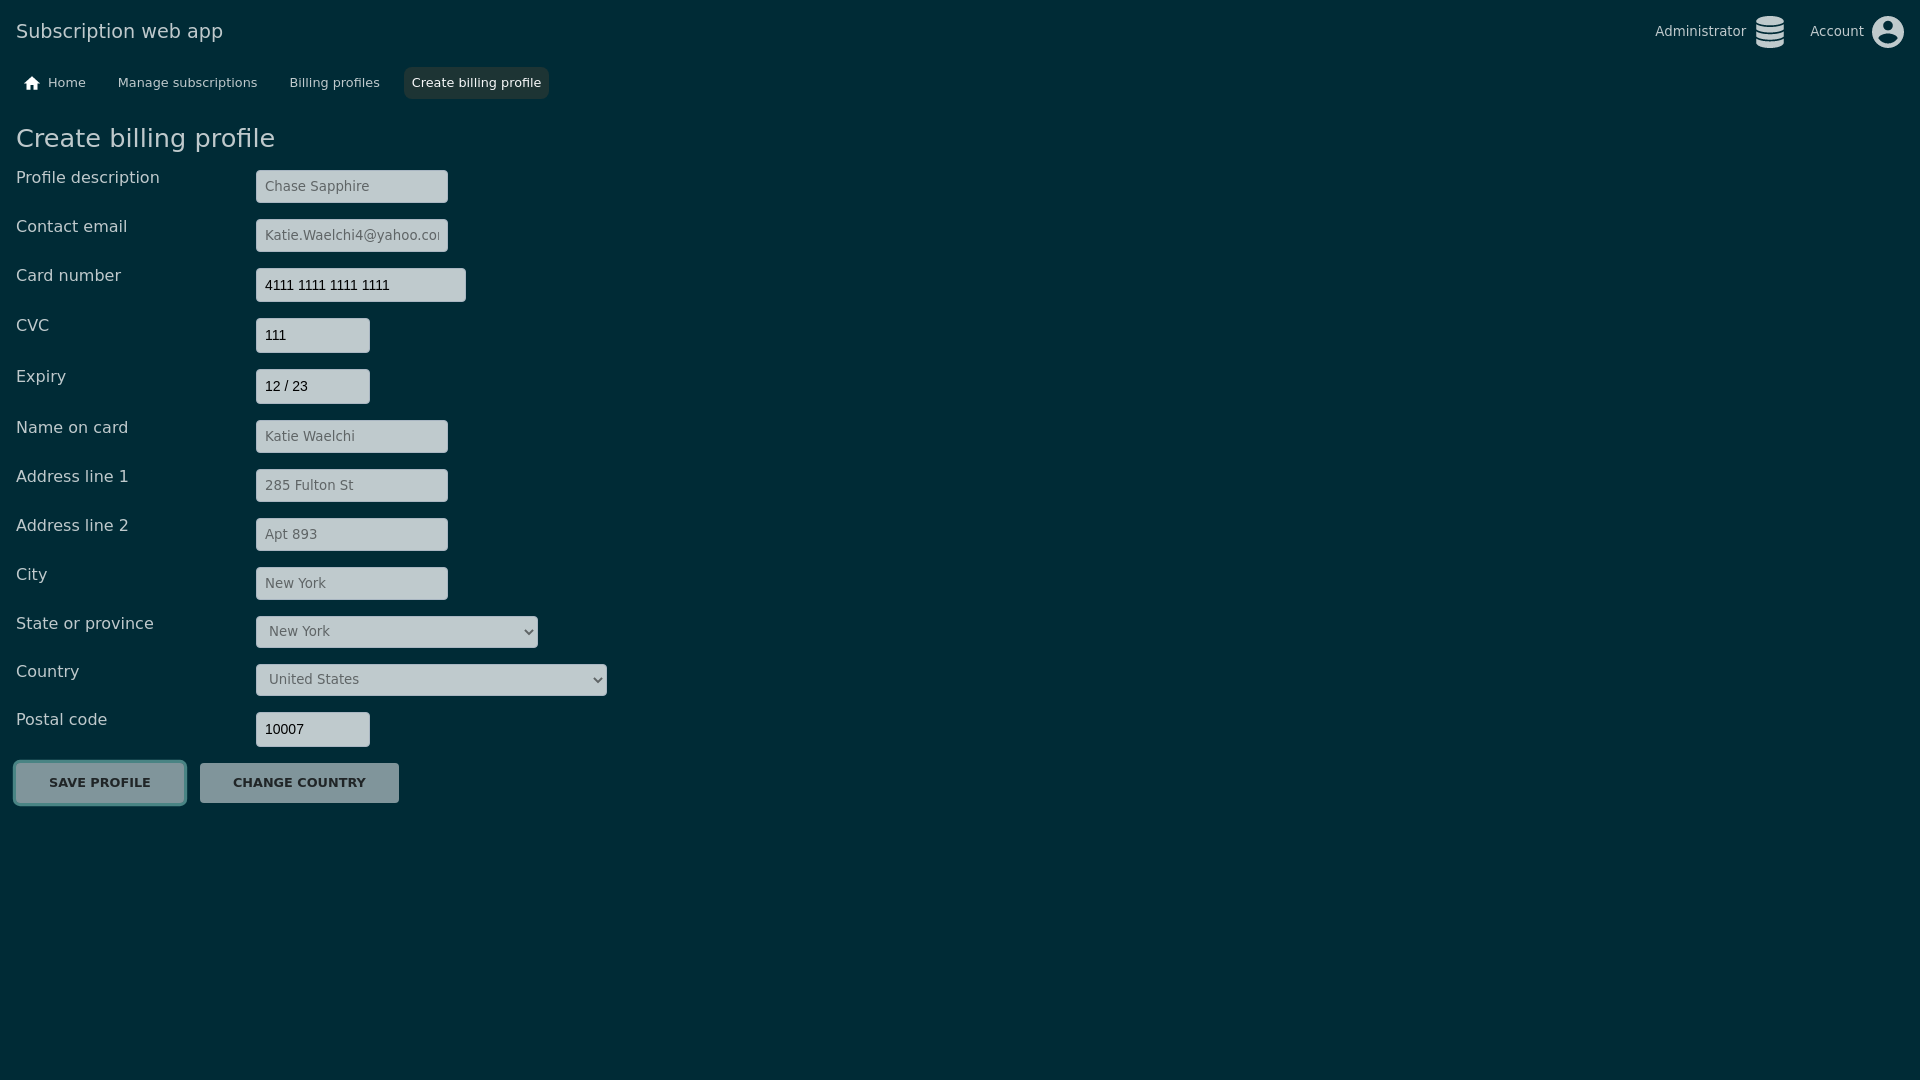 Subscription web app
Administrator
Account
Home
Manage subscriptions
Billing profiles
Create billing profile
Create billing profile
Profile description
Chase Sapphire
Contact email
Katie.Waelchi4@yahoo.co
Card number
4111 1111 1111 1111
CVC
111
Expiry
12 / 23
Name on card
Katie Waelchi
Address line 1
285 Fulton St
Address line 2
Apt 893
City
New York
State or province
New York
Country
United States
Postal code
10007
SAVE PROFILE
CHANGE COUNTRY